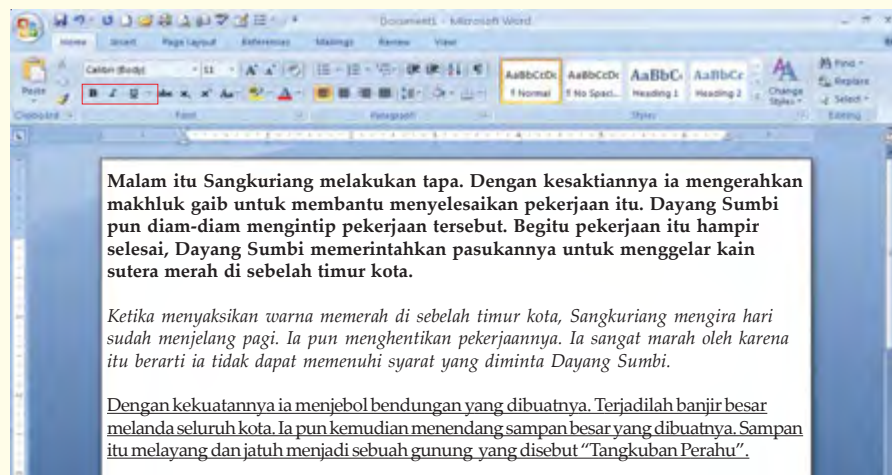 Document1 - Microsoft Word
Home Insert Page Layout References Mailings Review View
Calibri (Body) 11
Paste
AaBbCcDc AaBbCcDc AaBbC AaBbCc
¶ Normal ¶ No Spaci... Heading 1 Heading 2
Change Styles
Find
Replace
Select
Clipboard Font Paragraph Styles Editing
Malam itu Sangkuriang melakukan tapa. Dengan kesaktiannya ia mengerahkan
makhluk gaib untuk membantu menyelesaikan pekerjaan itu. Dayang Sumbi
pun diam-diam mengintip pekerjaan tersebut. Begitu pekerjaan itu hampir
selesai, Dayang Sumbi memerintahkan pasukannya untuk menggelar kain
sutera merah di sebelah timur kota.
Ketika menyaksikan warna memerah di sebelah timur kota, Sangkuriang mengira hari
sudah menjelang pagi. Ia pun menghentikan pekerjaannya. Ia sangat marah oleh karena
itu berarti ia tidak dapat memenuhi syarat yang diminta Dayang Sumbi.
Dengan kekuatannya ia menjebol bendungan yang dibuatnya. Terjadilah banjir besar
melanda seluruh kota. Ia pun kemudian menendang sampan besar yang dibuatnya. Sampan
itu melayang dan jatuh menjadi sebuah gunung yang disebut “Tangkuban Perahu”.